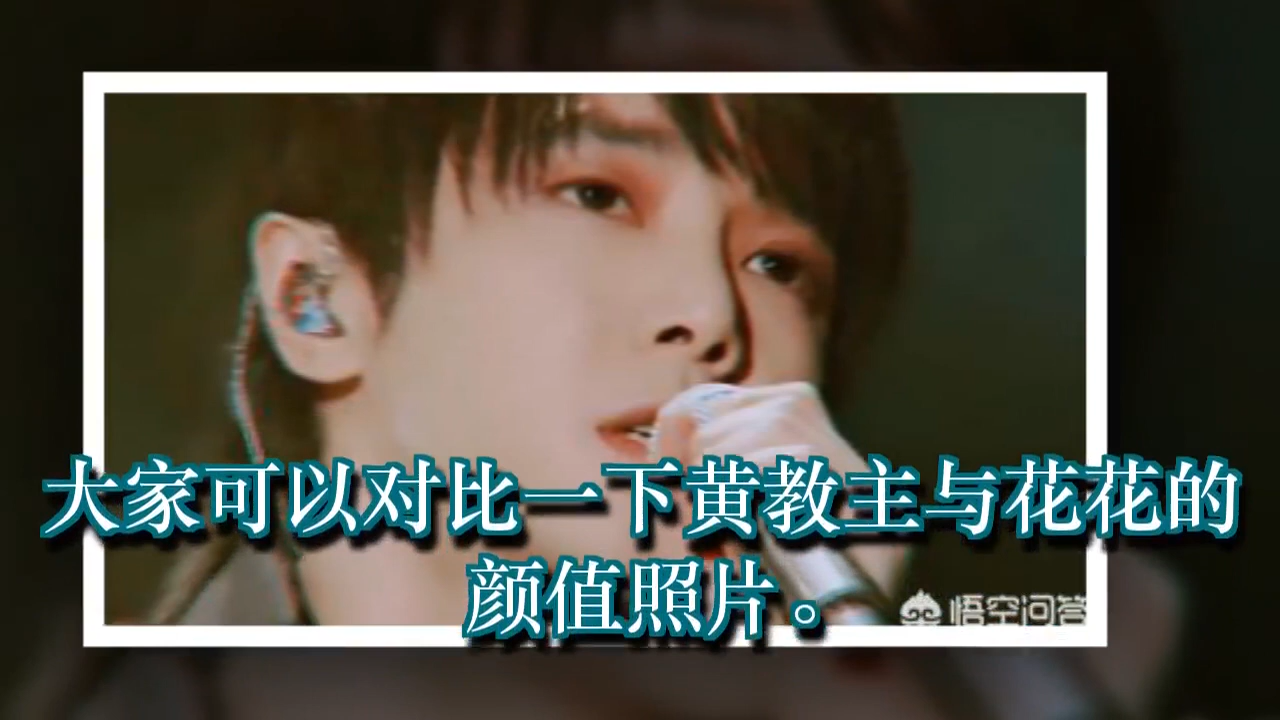 大家可以对比一下黄教主与花花的
颜值照片。
悟空问答